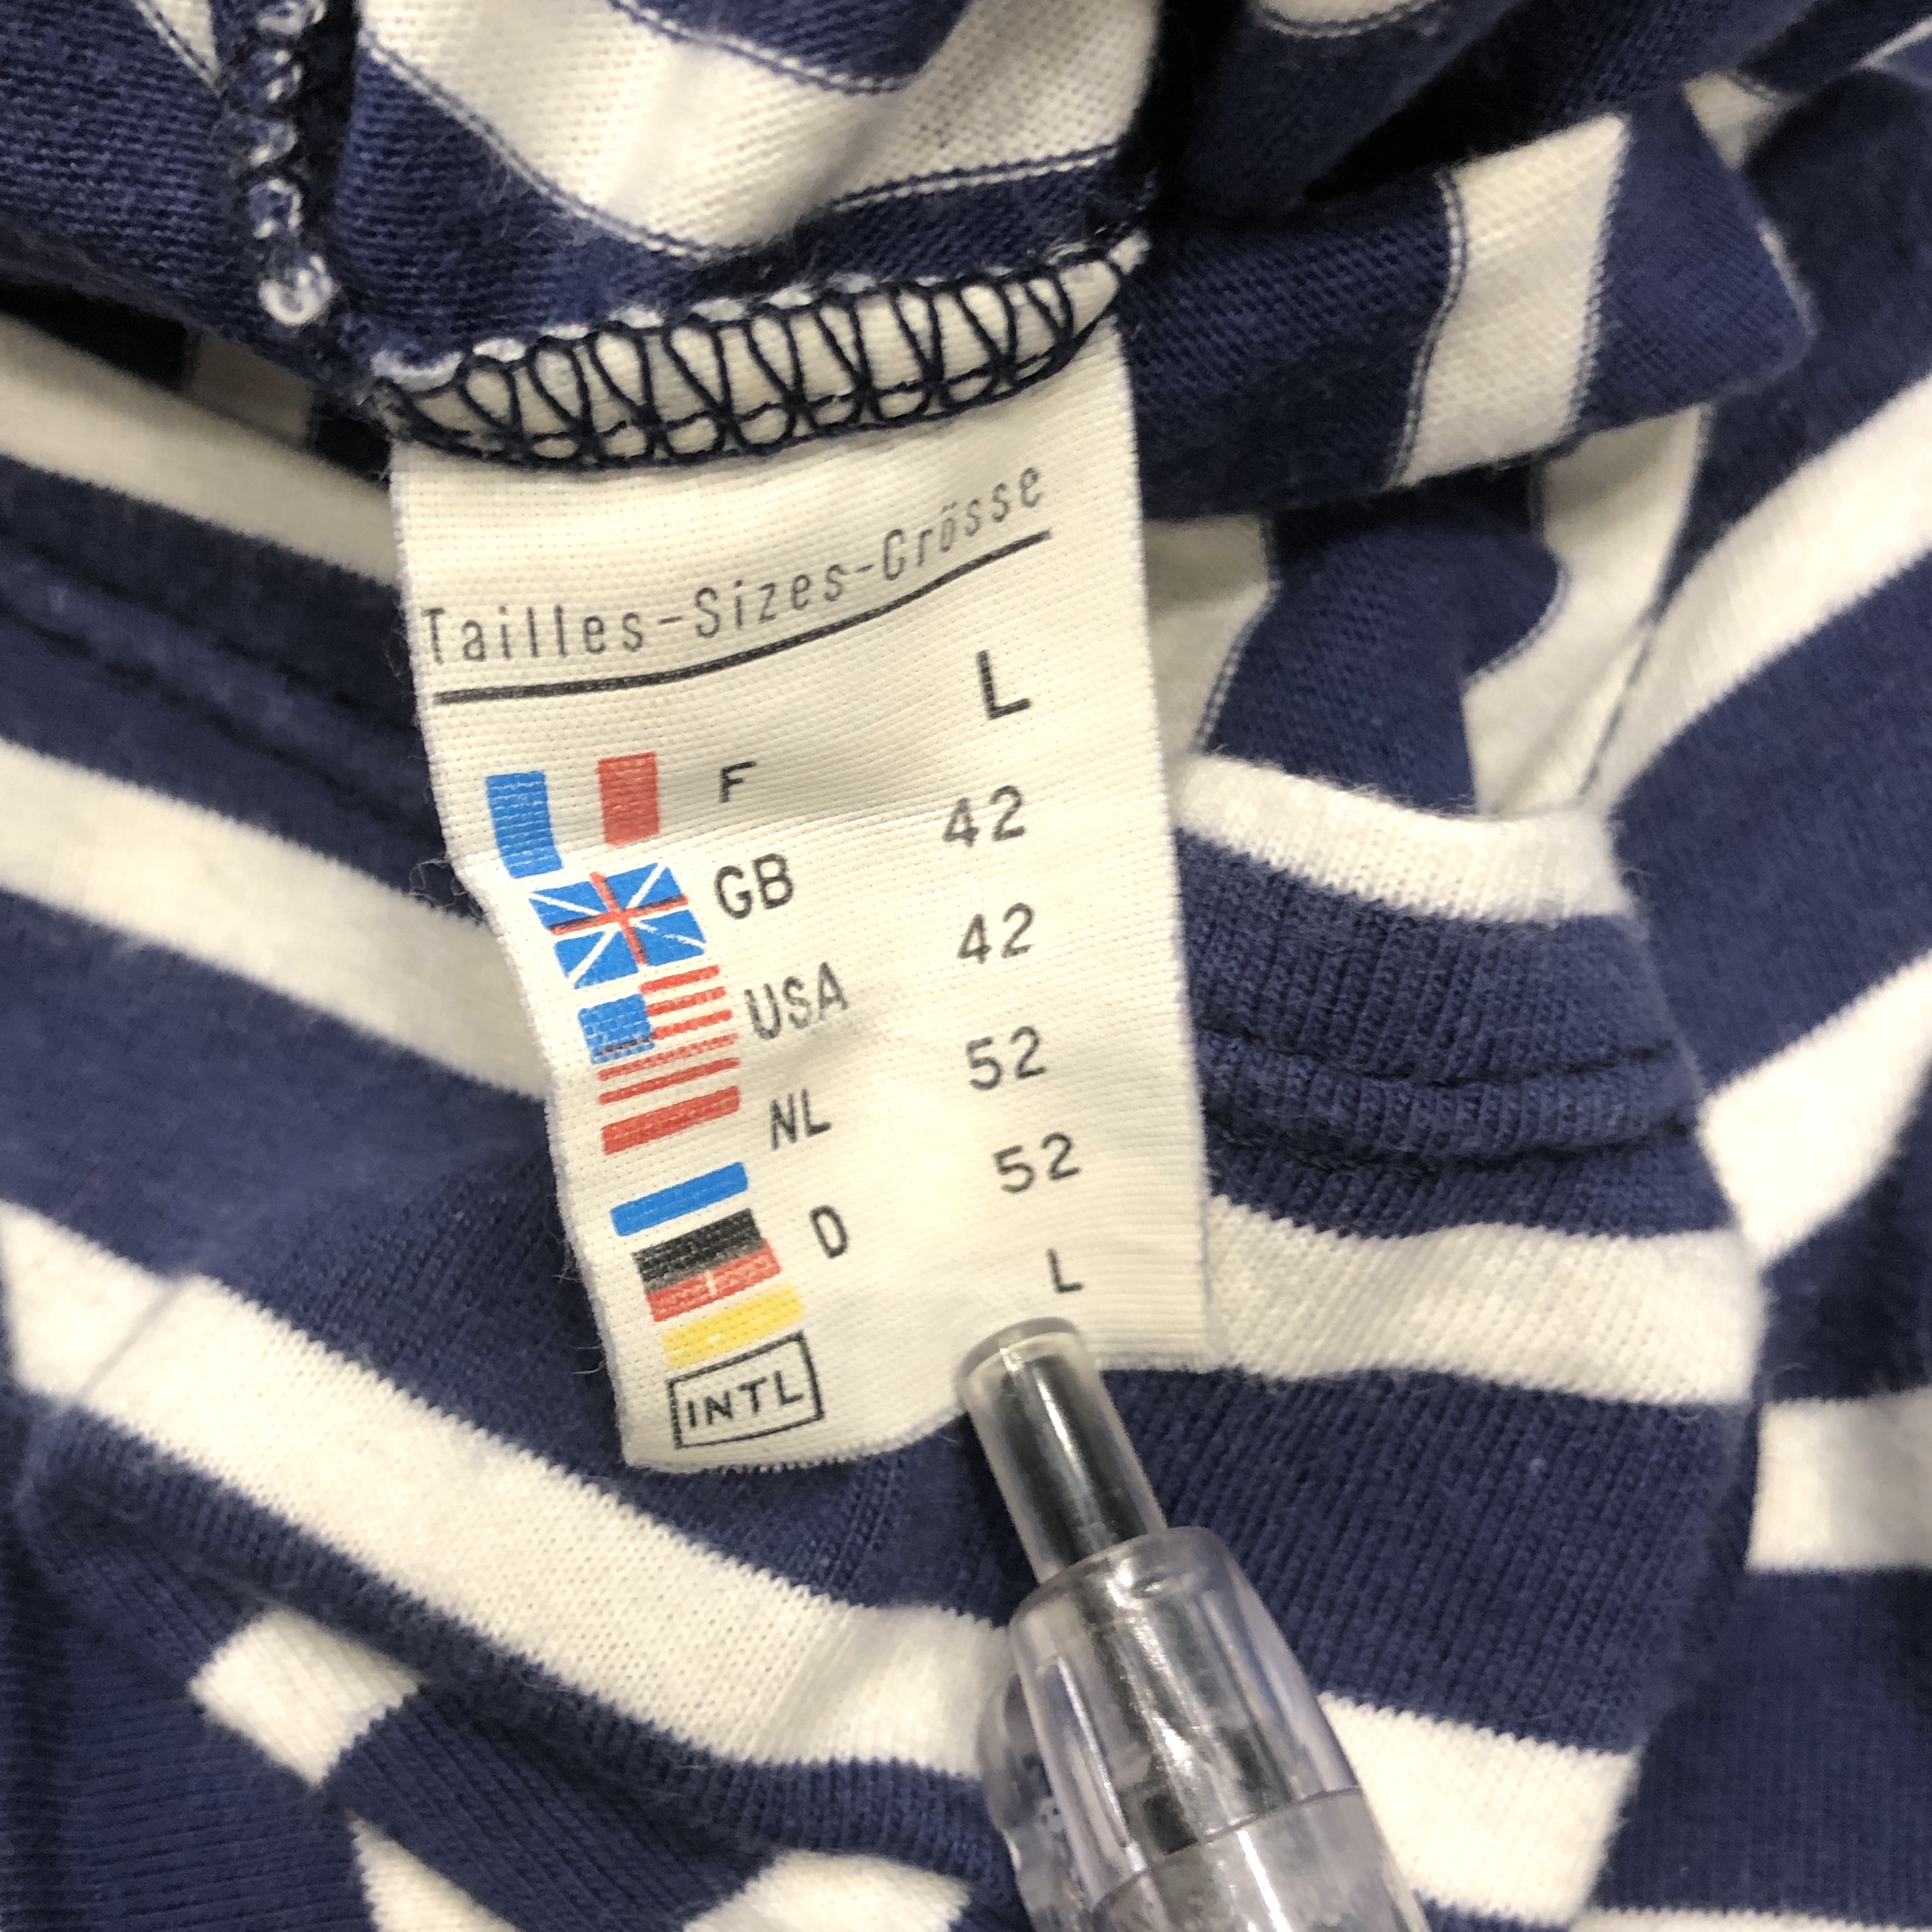 Tailles-Sizes-Grösse
F L
GB 42
USA 42
NL 52
D 52
INTL L